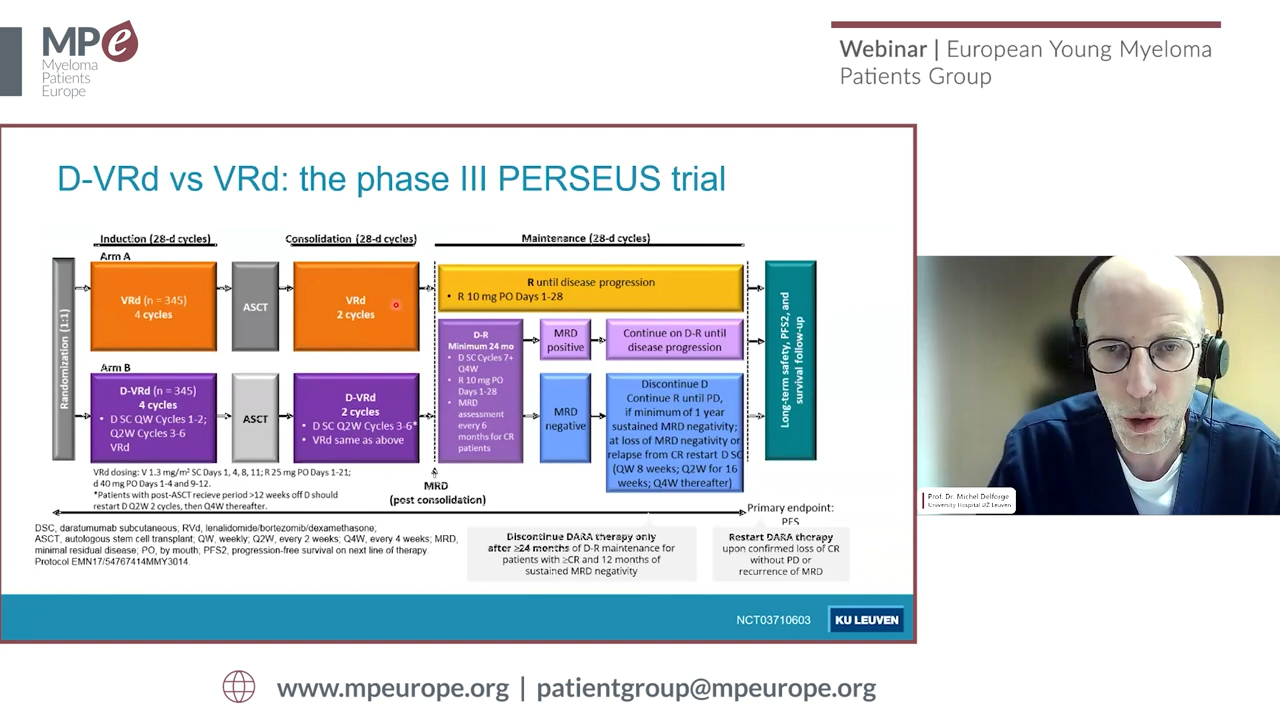 MPe
Myeloma
Patients
Europe
Webinar | European Young Myeloma
Patients Group
D-VRd vs VRd: the phase III PERSEUS trial
Induction (28-d cycles)
Consolidation (28-d cycles)
Maintenance (28-d cycles)
Randomization (1:1)
Arm A
VRd (n = 345)
4 cycles
ASCT
VRd
2 cycles
R until disease progression
• R 10 mg PO Days 1-28
Arm B
D-VRd (n = 345)
4 cycles
• D SC QW Cycles 1-2;
Q2W Cycles 3-6
VRd
ASCT
D-VRd
2 cycles
• D SC Q2W Cycles 3-6*
• VRd same as above
D-R
Minimum 24 mo
• D SC Cycles 7+
Q4W
• R 10 mg PO
Days 1-28
• MRD
assessment
every 6
months for CR
patients
MRD
positive
Continue on D-R until
disease progression
MRD
negative
Discontinue D
Continue R until PD,
if minimum of 1 year
sustained MRD negativity;
at loss of MRD negativity or
relapse from CR restart D SC
(QW 8 weeks; Q2W for 16
weeks; Q4W thereafter)
Long-term safety, PFS2, and
survival follow-up
VRd dosing: V 1.3 mg/m² SC Days 1, 4, 8, 11; R 25 mg PO Days 1-21;
d 40 mg PO Days 1-4 and 9-12.
*Patients with post-ASCT recieve period >12 weeks off D should
restart D Q2W 2 cycles, then Q4W thereafter.
MRD
(post consolidation)
Primary endpoint:
PFS
DSC, daratumumab subcutaneous; RVd, lenalidomide/bortezomib/dexamethasone;
ASCT, autologous stem cell transplant; QW, weekly; Q2W, every 2 weeks; Q4W, every 4 weeks; MRD,
minimal residual disease; PO, by mouth; PFS2, progression-free survival on next line of therapy.
Protocol EMN17/54767414MMY3014.
Discontinue DARA therapy only
after ≥24 months of D-R maintenance for
patients with ≥CR and 12 months of
sustained MRD negativity
Restart DARA therapy
upon confirmed loss of CR
without PD or
recurrence of MRD
NCT03710603
KU LEUVEN
Prof. Dr. Michel Delforge
University Hospital UZ Leuven
www.mpeurope.org | patientgroup@mpeurope.org